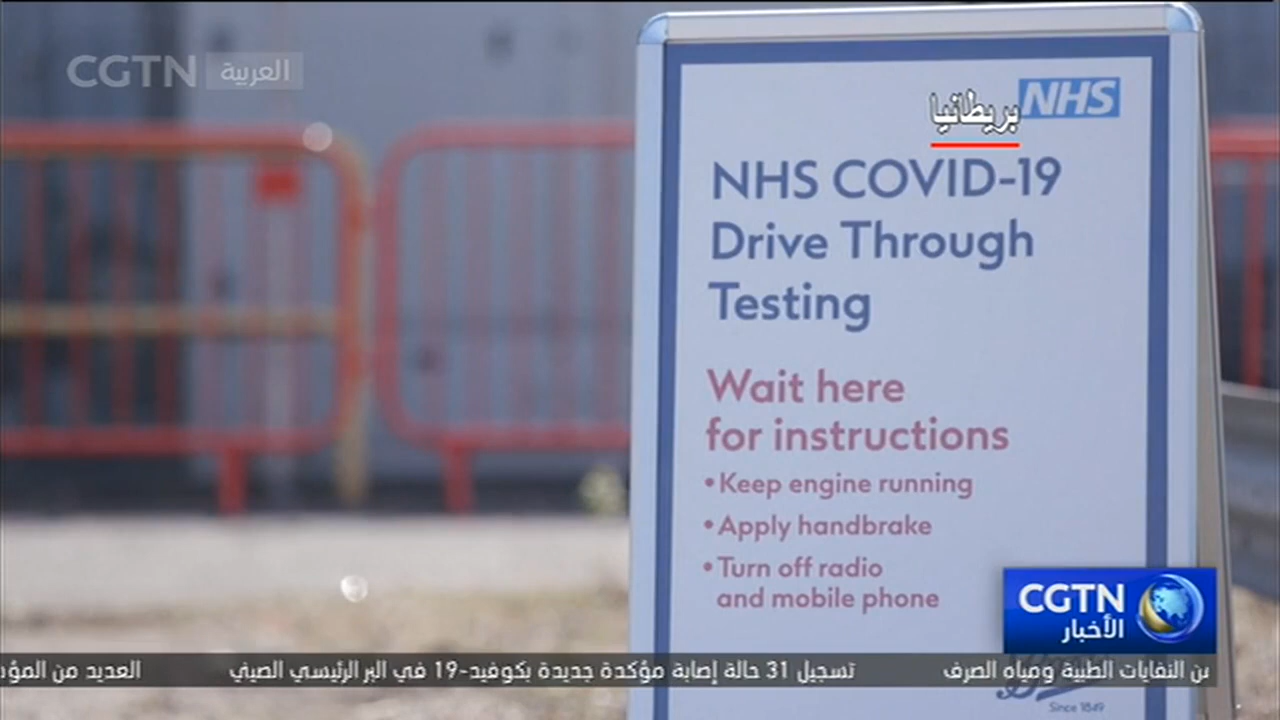 CGTN العربية
NHS
بريطانيا
NHS COVID-19
Drive Through
Testing
Wait here
for instructions
• Keep engine running
• Apply handbrake
• Turn off radio
and mobile phone
CGTN
الأخبار
النفايات الطبية ومياه الصرف
تسجيل 31 حالة إصابة مؤكدة جديدة بكوفيد-19 في البر الرئيسي الصيني
العديد من
Since 1849